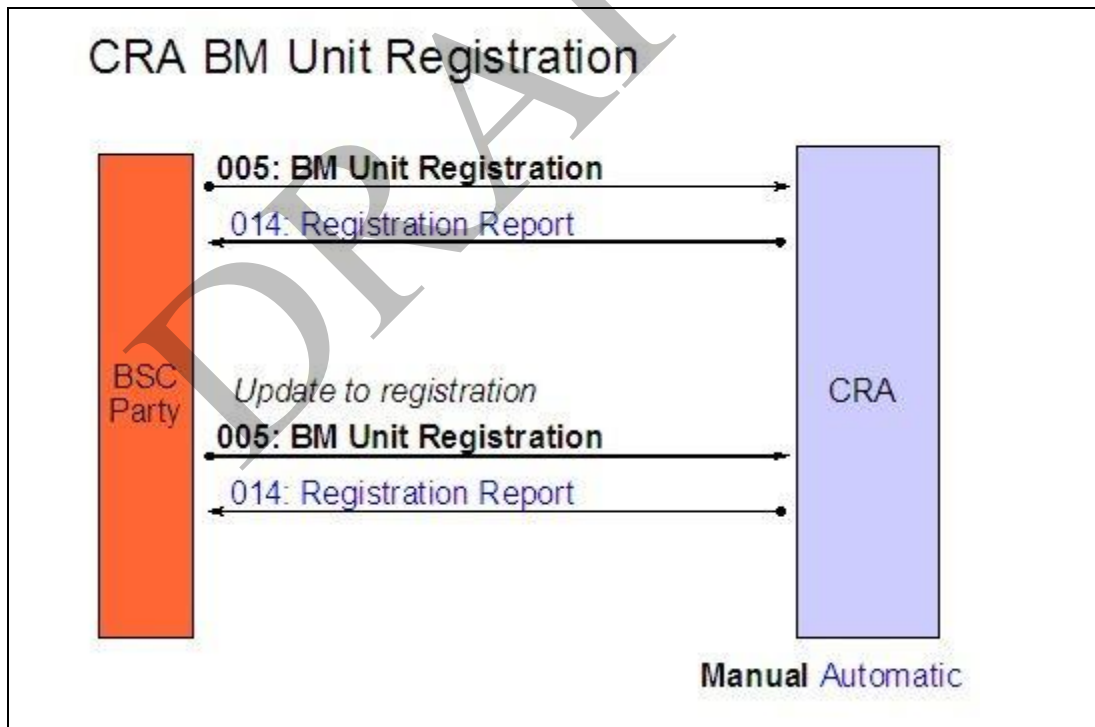 CRA BM Unit Registration
005: BM Unit Registration
014: Registration Report
BSC
Party
Update to registration
CRA
005: BM Unit Registration
014: Registration Report
Manual Automatic
DRAFT